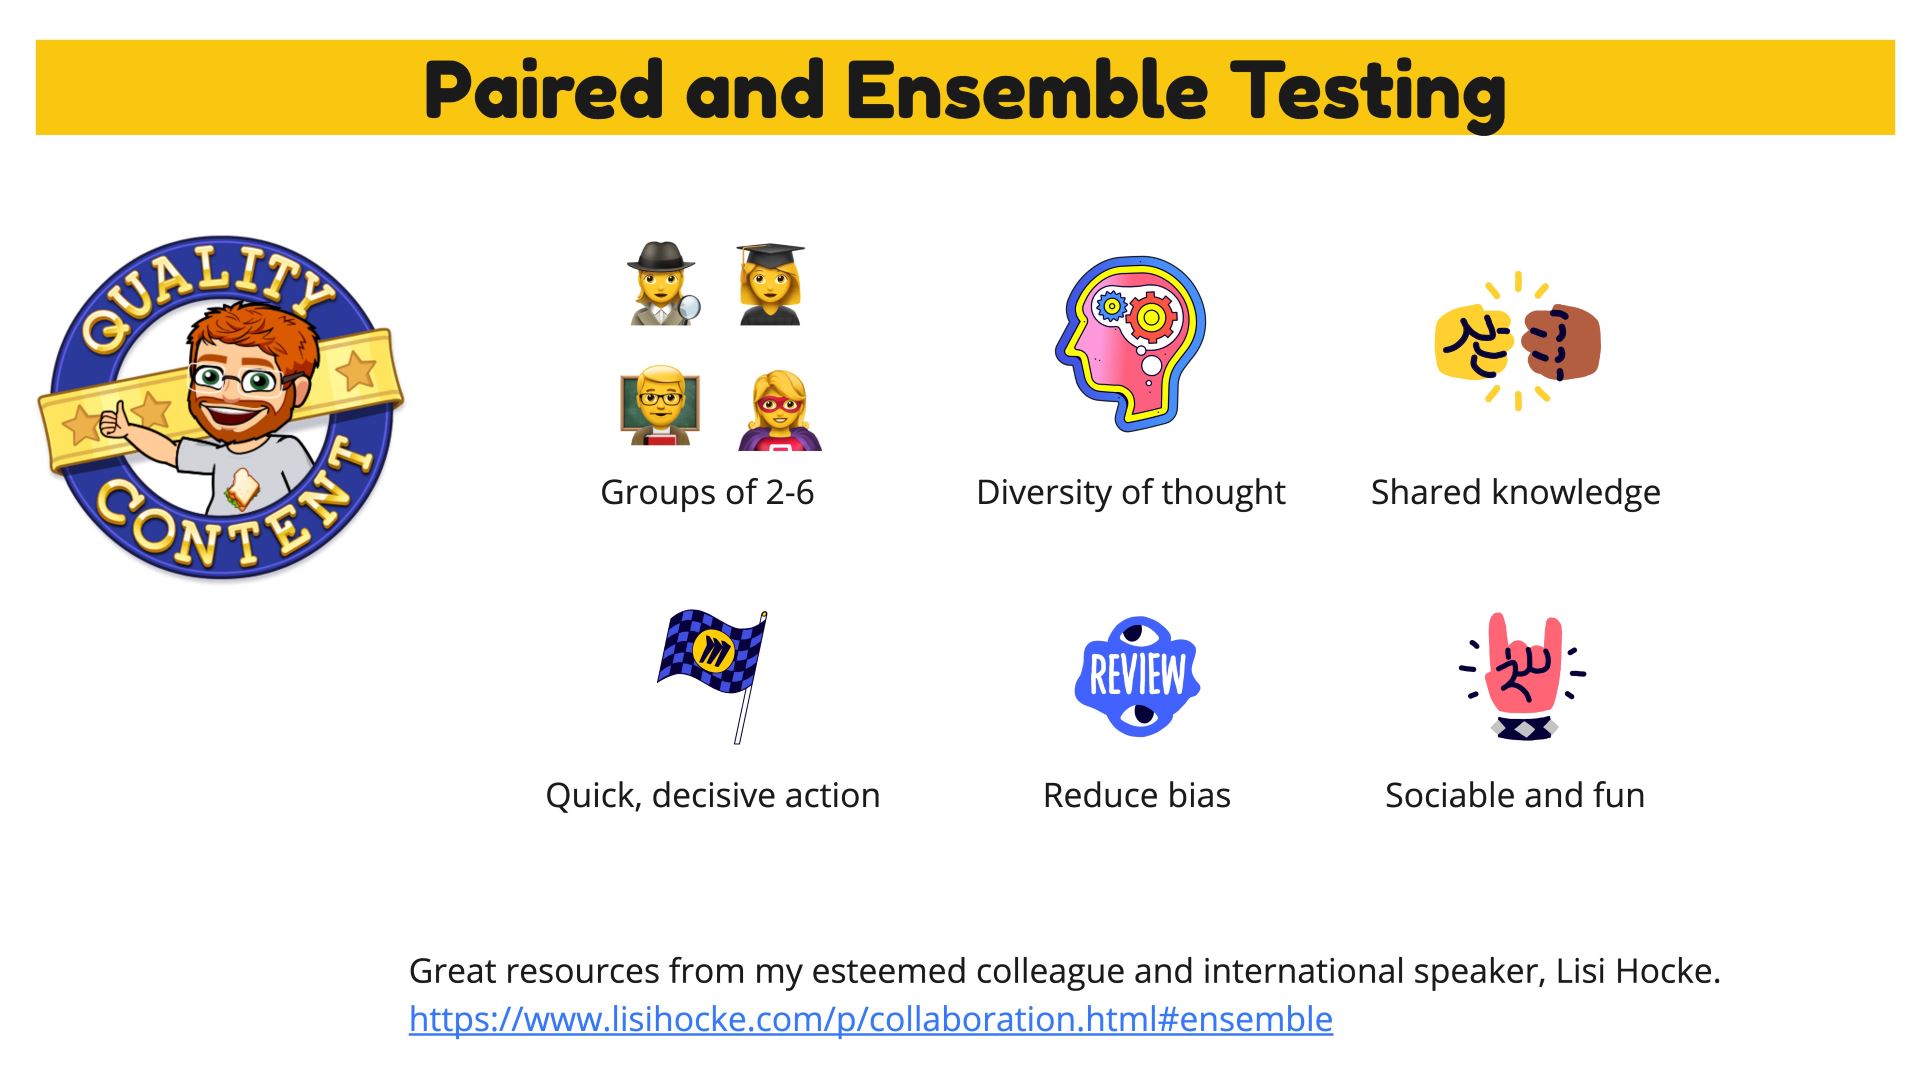 Paired and Ensemble Testing
QUALITY
CONTENT
Groups of 2-6
Diversity of thought
Shared knowledge
REVIEW
Quick, decisive action
Reduce bias
Sociable and fun
Great resources from my esteemed colleague and international speaker, Lisi Hocke.
https://www.lisihocke.com/p/collaboration.html#ensemble